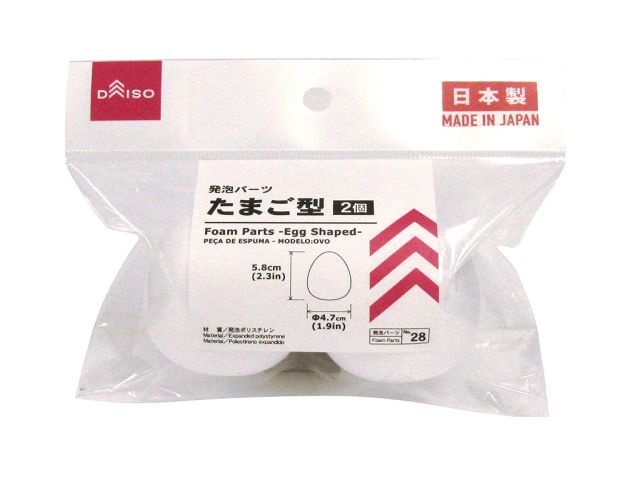 DAISO
日本製
MADE IN JAPAN
発泡パーツ
たまご型 2個
Foam Parts -Egg Shaped-
PEÇA DE ESPUMA - MODELO:OVO
5.8cm
(2.3in)
Φ4.7cm
(1.9in)
材　質／発泡ポリスチレン
Material／Expanded polystyrene
Material／Poliestireno expandido
発泡パーツ
Foam Parts
No.
28